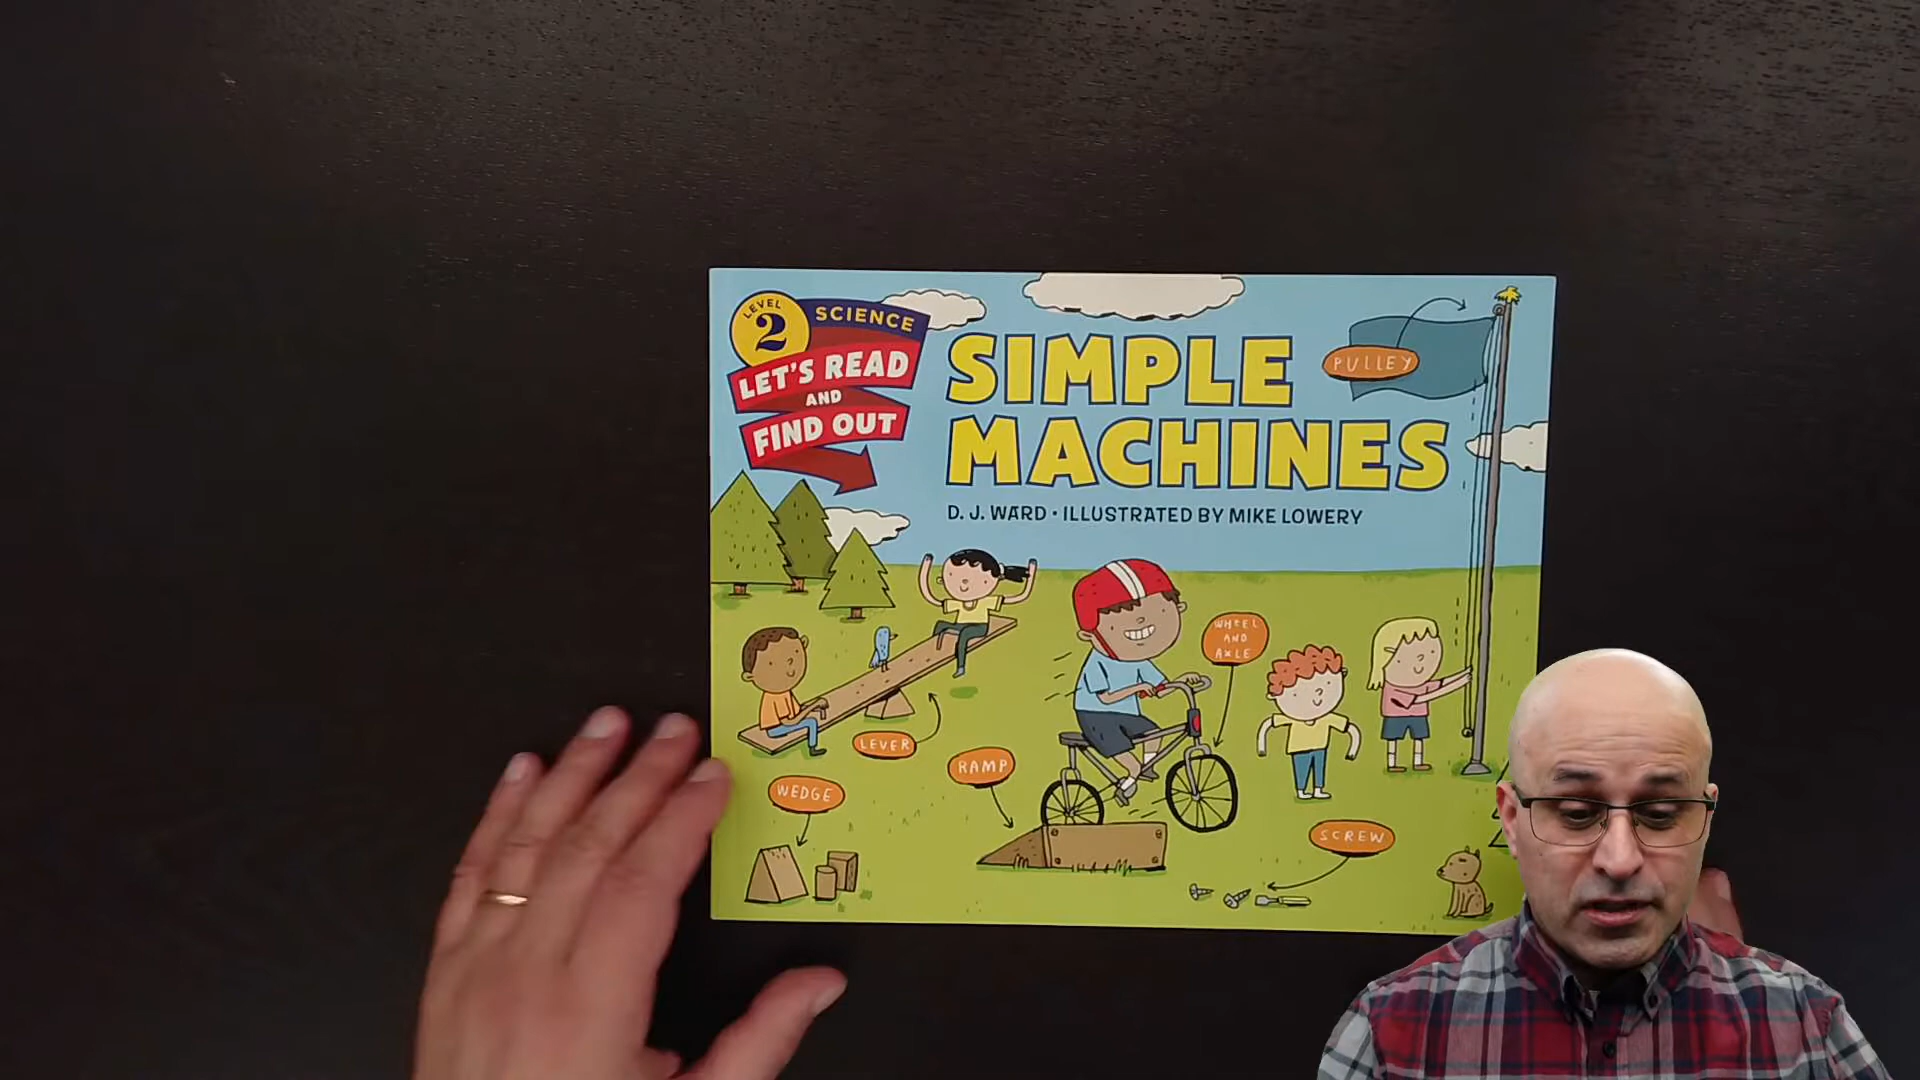 LEVEL
2
SCIENCE
LET'S READ
AND
FIND OUT
SIMPLE
MACHINES
D. J. WARD • ILLUSTRATED BY MIKE LOWERY
PULLEY
WHEEL
AND
AXLE
LEVER
RAMP
WEDGE
SCREW